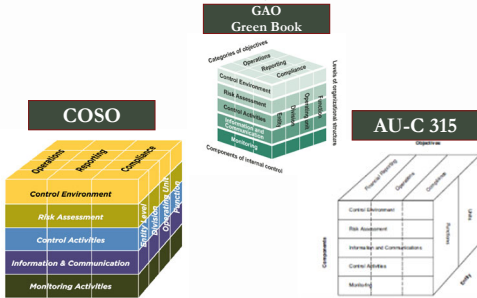 GAO
Green Book
Categories of objectives
Operations
Reporting
Compliance
Control Environment
Risk Assessment
Control Activities
Information and
Communication
Monitoring
Entity
Division
Operating Unit
Function
Levels of organizational structure
Components of internal control
COSO
Operations
Reporting
Compliance
Control Environment
Risk Assessment
Control Activities
Information & Communication
Monitoring Activities
Entity Level
Division
Operating Unit
Function
AU-C 315
Objectives
Financial Reporting
Operations
Compliance
Control Environment
Risk Assessment
Information and Communications
Control Activities
Monitoring
Components
Functions
Units
Entity